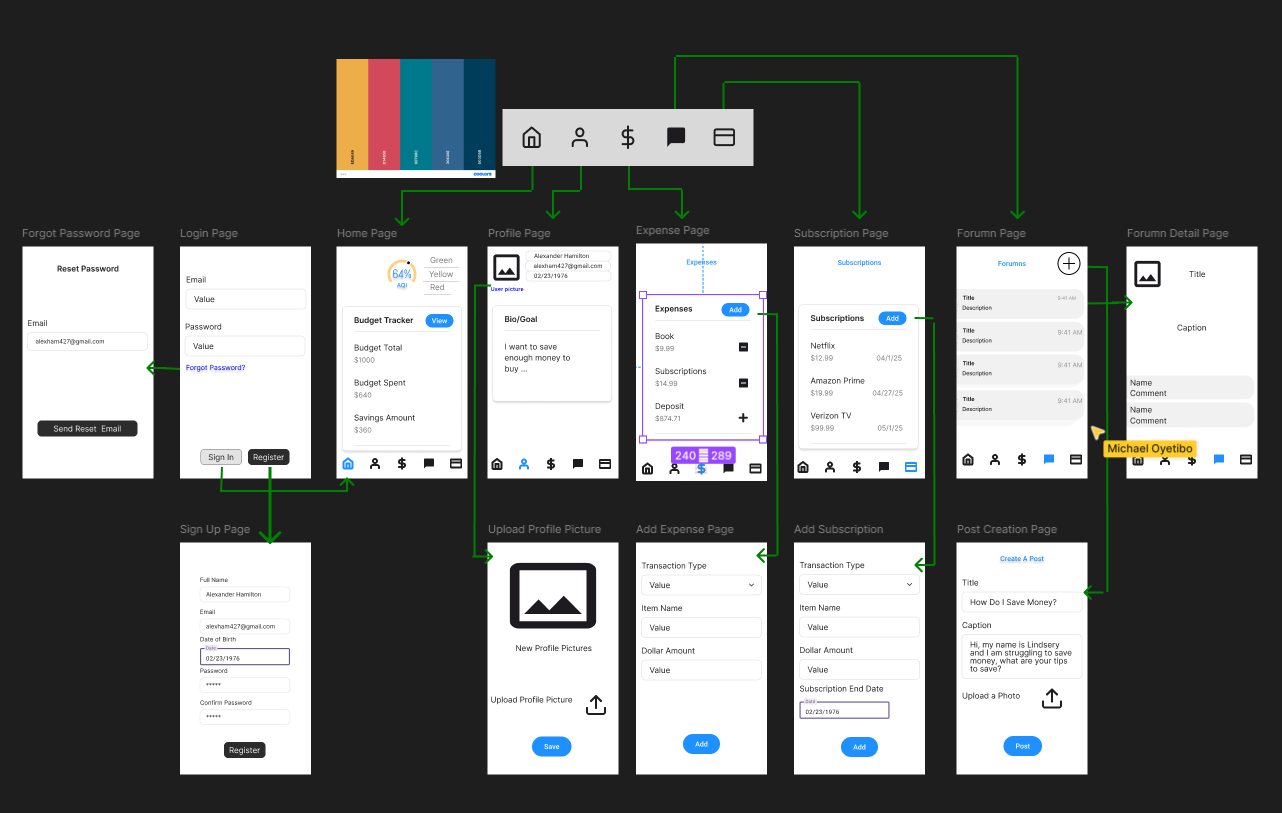 COOLORS
Forgot Password Page
Reset Password
Email
alexham427@gmail.com
Send Reset Email
Login Page
Email
Value
Password
Value
Forgot Password?
Sign In
Register
Home Page
64%
AQI
Green
Yellow
Red
Budget Tracker
View
Budget Total
$1000
Budget Spent
$640
Savings Amount
$360
Profile Page
Alexander Hamilton
alexham427@gmail.com
02/23/1976
User picture
Bio/Goal
I want to save
enough money to
buy ...
Expense Page
Expenses
Expenses
Add
Book
$9.99
Subscriptions
$14.99
Deposit
$874.71
240
289
Subscription Page
Subscriptions
Subscriptions
Add
Netflix
$12.99 04/1/25
Amazon Prime
$19.99 04/27/25
Verizon TV
$99.99 05/1/25
Forumn Page
Forumns
Title 9:41 AM
Description
Title 9:41 AM
Description
Title 9:41 AM
Description
Title 9:41 AM
Description
Forumn Detail Page
Title
Caption
Name
Comment
Name
Comment
Michael Oyetibo
Sign Up Page
Full Name
Alexander Hamilton
Email
alexham427@gmail.com
Date of Birth
Date
02/23/1976
Password
*****
Confirm Password
*****
Register
Upload Profile Picture
New Profile Pictures
Upload Profile Picture
Save
Add Expense Page
Transaction Type
Value
Item Name
Value
Dollar Amount
Value
Add
Add Subscription
Transaction Type
Value
Item Name
Value
Dollar Amount
Value
Subscription End Date
Date
02/23/1976
Add
Post Creation Page
Create A Post
Title
How Do I Save Money?
Caption
Hi, my name is Lindsery
and I am struggling to save
money, what are your tips
to save?
Upload a Photo
Post